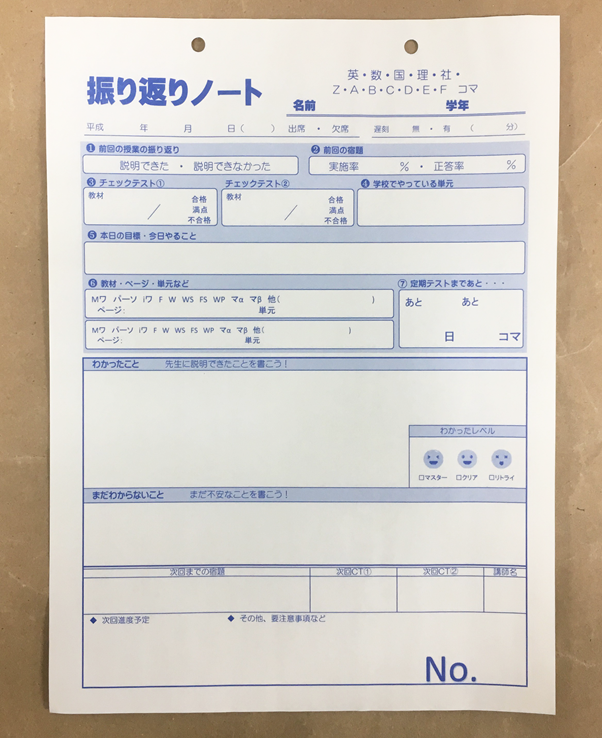 英・数・国・理・社・
振り返りノート
Z・A・B・C・D・E・F コマ
名前 学年
平成 年 月 日( ) 出席 ・ 欠席 遅刻 無 ・ 有 ( 分)
❶ 前回の授業の振り返り ❷ 前回の宿題
説明できた ・ 説明できなかった 実施率 % ・ 正答率 %
❸ チェックテスト① チェックテスト② ❹ 学校でやっている単元
教材 合格 教材 合格
／ 満点 ／ 満点
不合格 不合格
❺ 本日の目標・今日やること
❻ 教材・ページ・単元など ⑦ 定期テストまであと・・・
Mワ パーソ iワ F W WS FS WP マα マβ 他( ) あと あと
ページ: 単元
Mワ パーソ iワ F W WS FS WP マα マβ 他( ) 日 コマ
ページ: 単元
わかったこと 先生に説明できたことを書こう!
わかったレベル
□マスター □クリア □リトライ
まだわからないこと まだ不安なことを書こう!
次回までの宿題 次回CT① 次回CT② 講師名
◆ 次回進度予定 ◆ その他、要注意事項など
No.